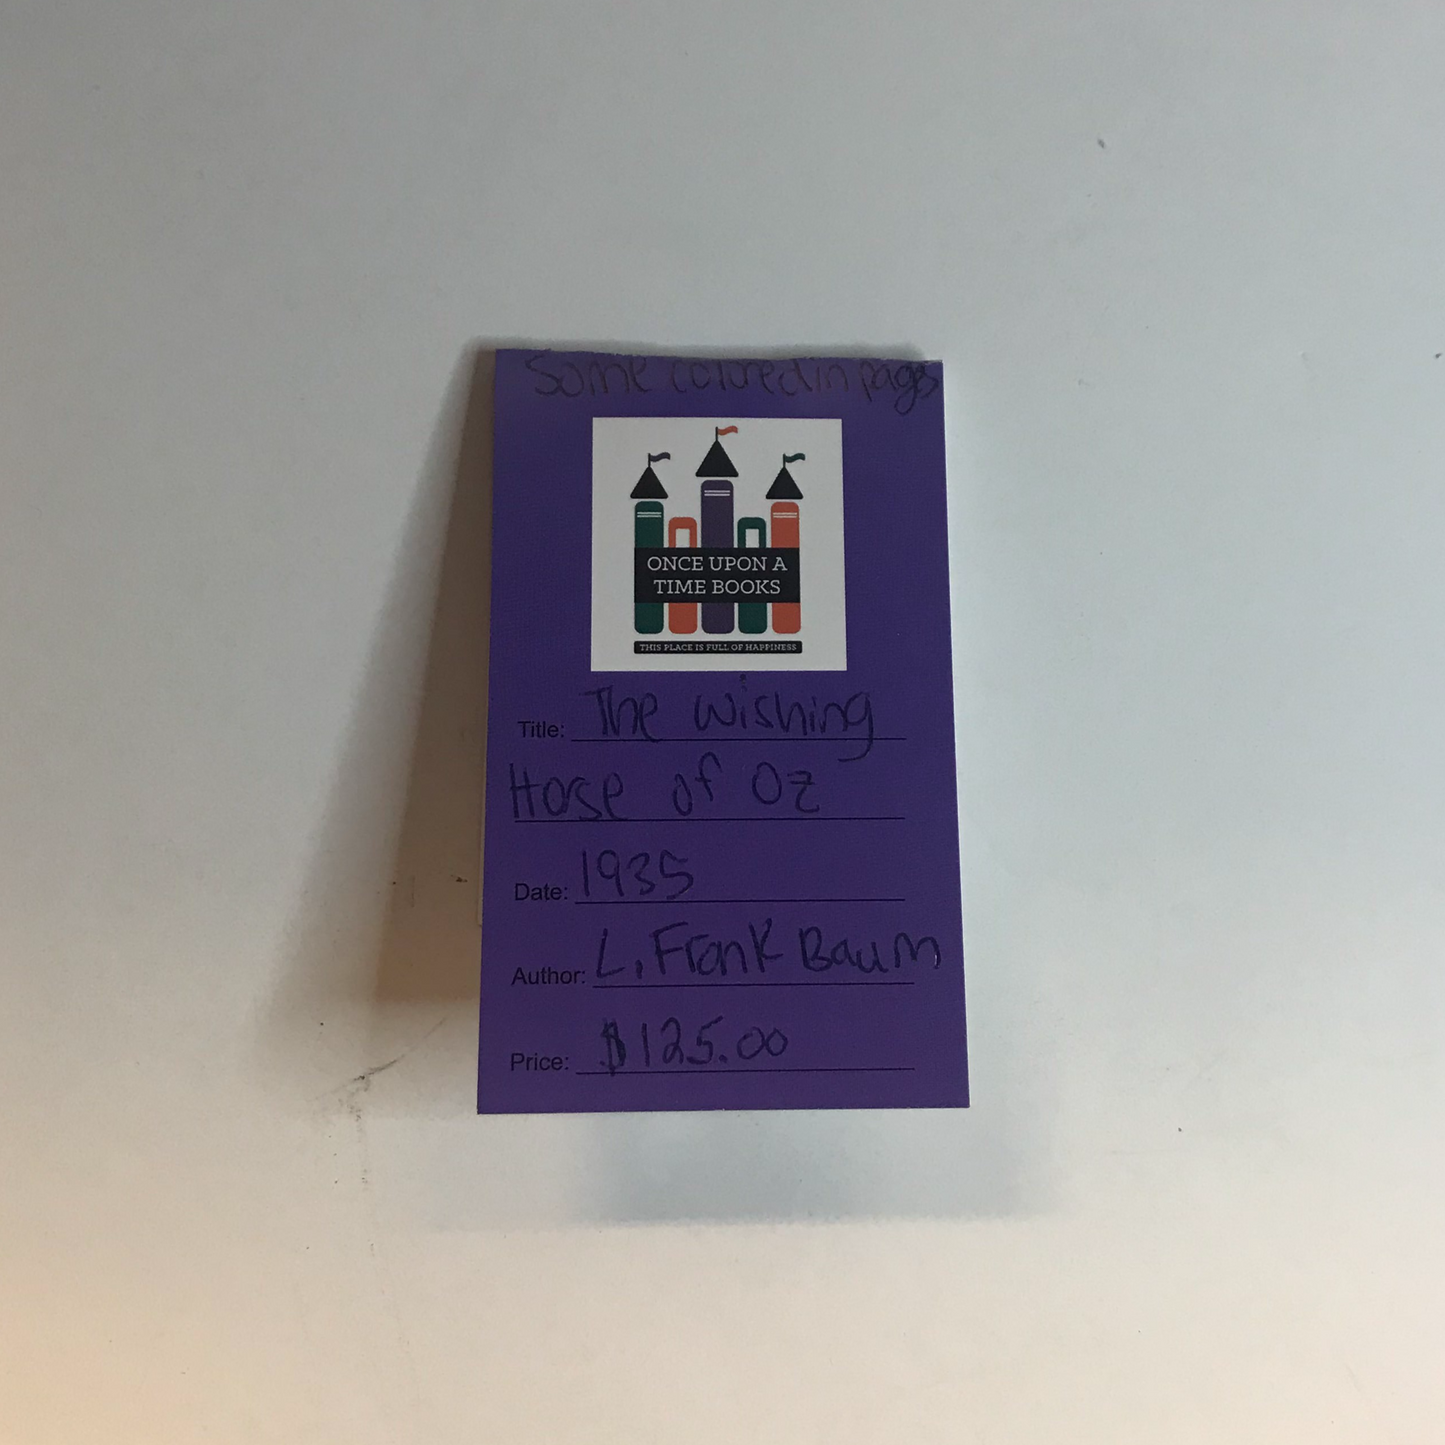 Some colored in pages
ONCE UPON A
TIME BOOKS
THIS PLACE IS FULL OF HAPPINESS
Title: The Wishing
Horse of Oz
Date: 1935
Author: L. Frank Baum
Price: $125.00